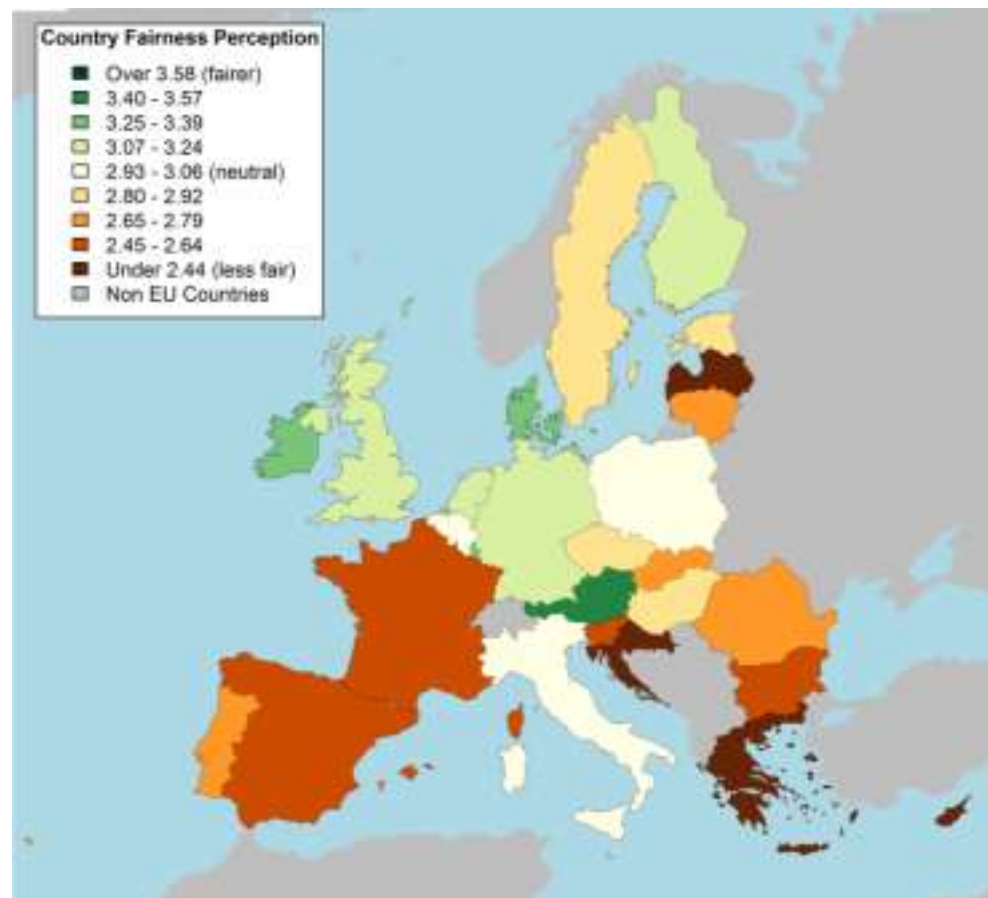 Country Fairness Perception
Over 3.58 (fairer)
3.40 - 3.57
3.25 - 3.39
3.07 - 3.24
2.93 - 3.06 (neutral)
2.80 - 2.92
2.65 - 2.79
2.45 - 2.64
Under 2.44 (less fair)
Non EU Countries